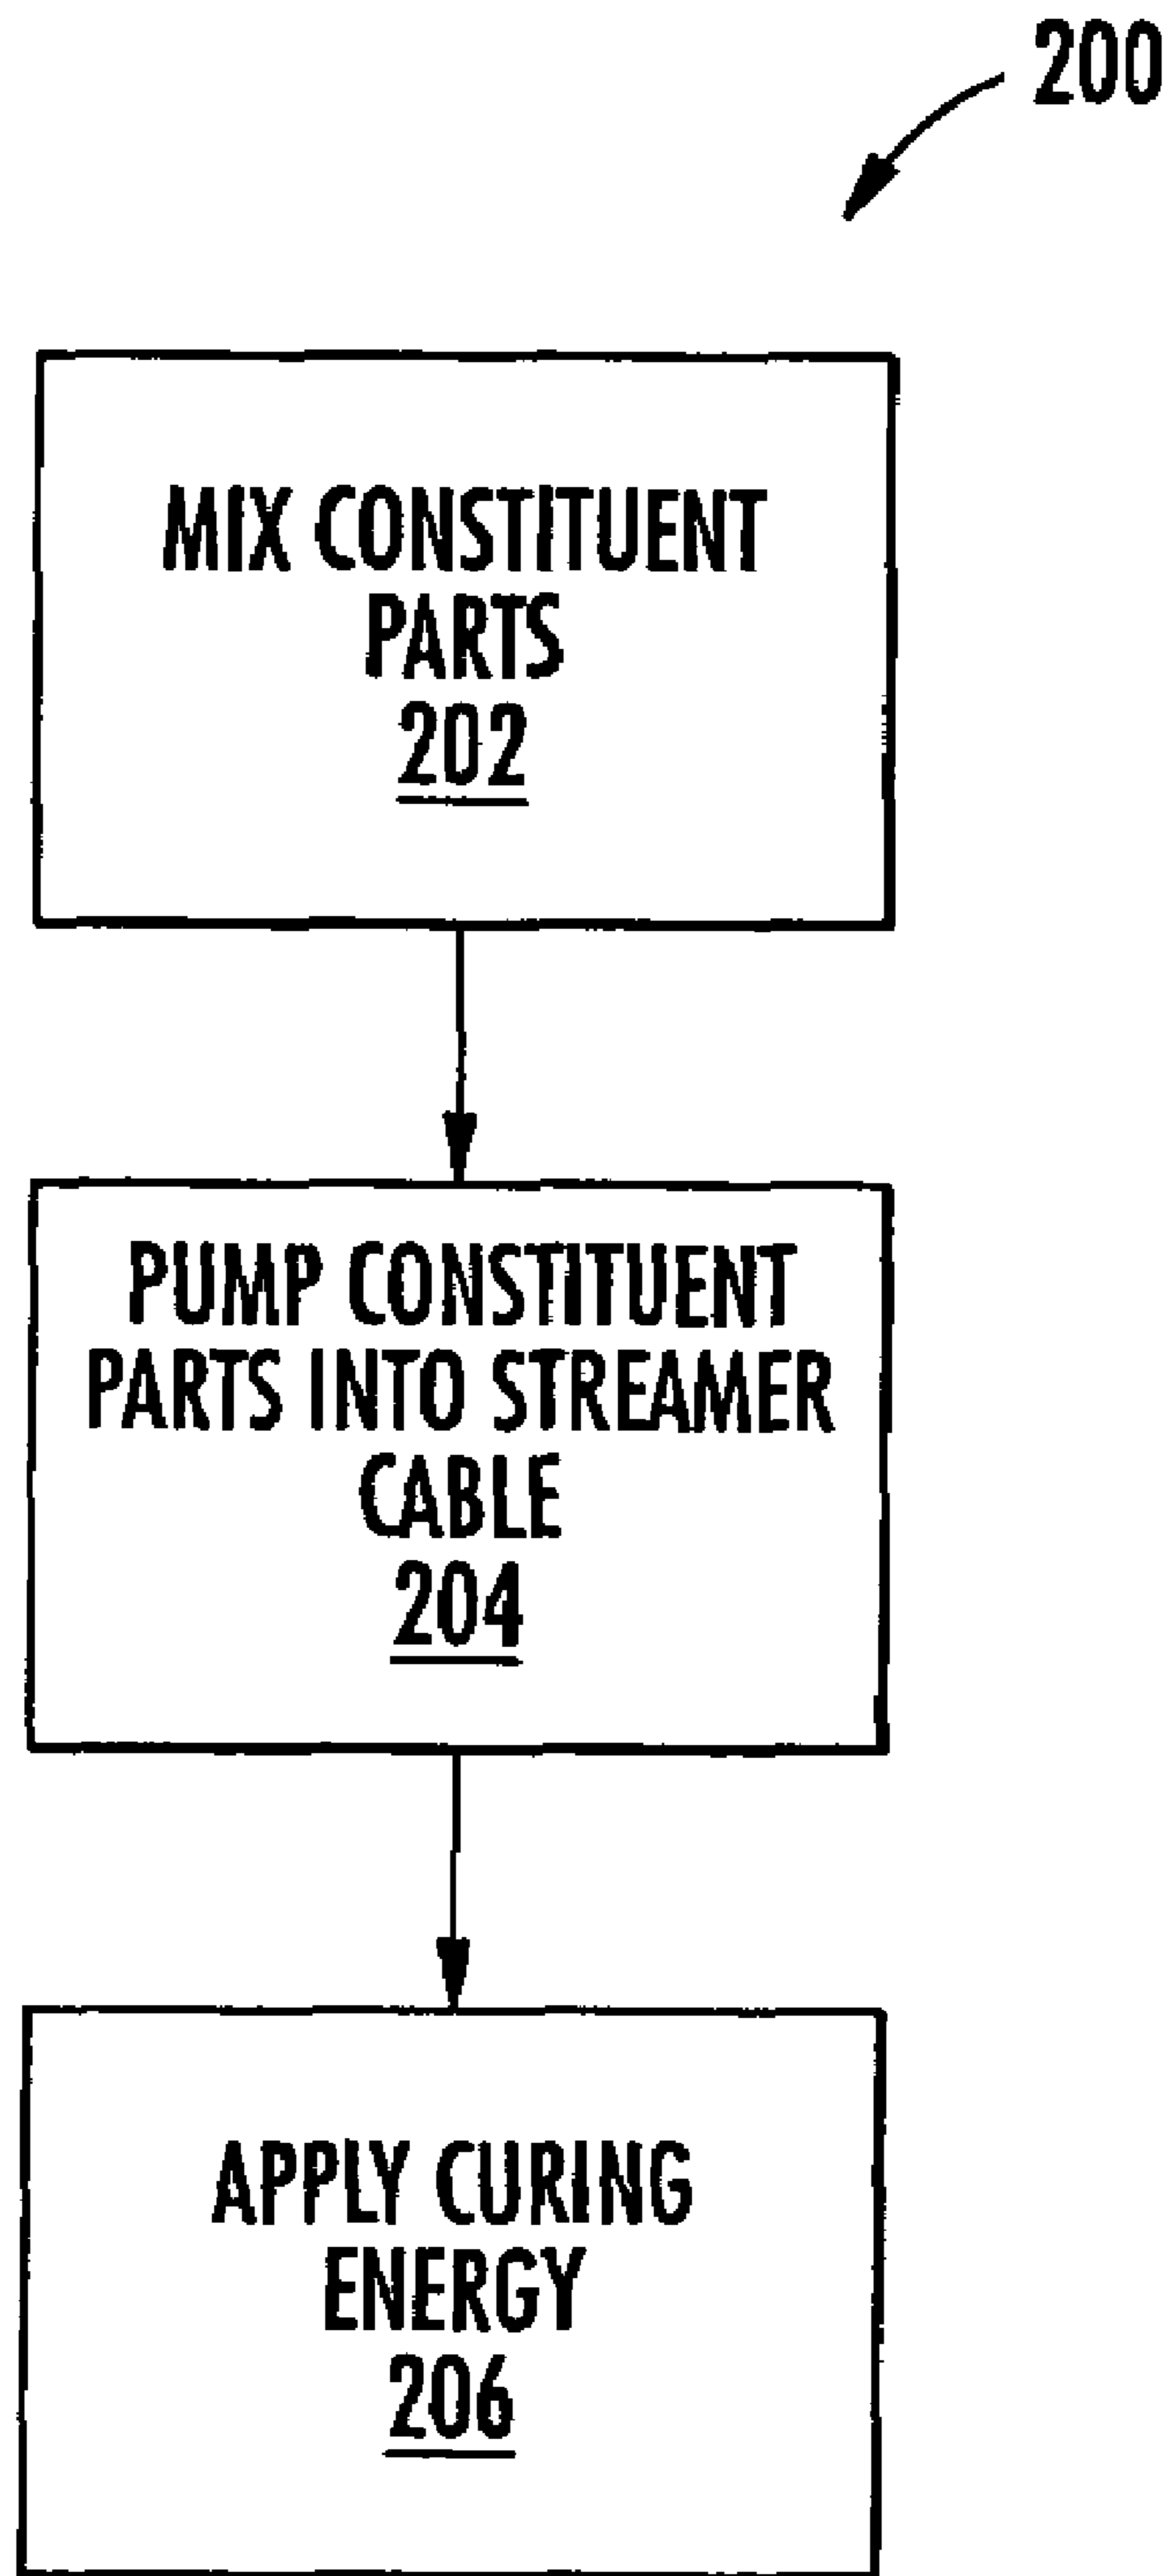 200
MIX CONSTITUENT
PARTS
202
PUMP CONSTITUENT
PARTS INTO STREAMER
CABLE
204
APPLY CURING
ENERGY
206